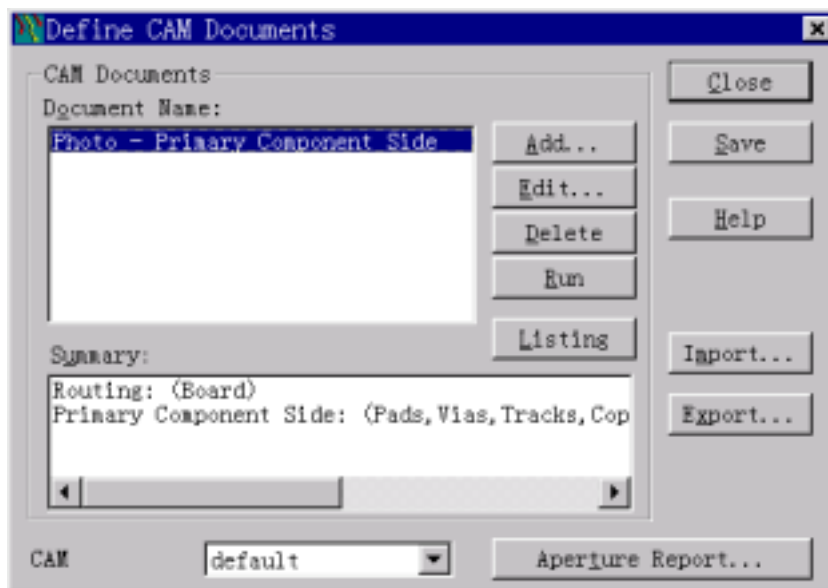 Define CAM Documents
CAM Documents
Close
Document Name:
Photo - Primary Component Side
Add...
Save
Edit...
Delete
Help
Run
Listing
Summary:
Import...
Routing: (Board)
Primary Component Side: (Pads,Vias,Tracks,Cop
Export...
CAM
default
Aperture Report...